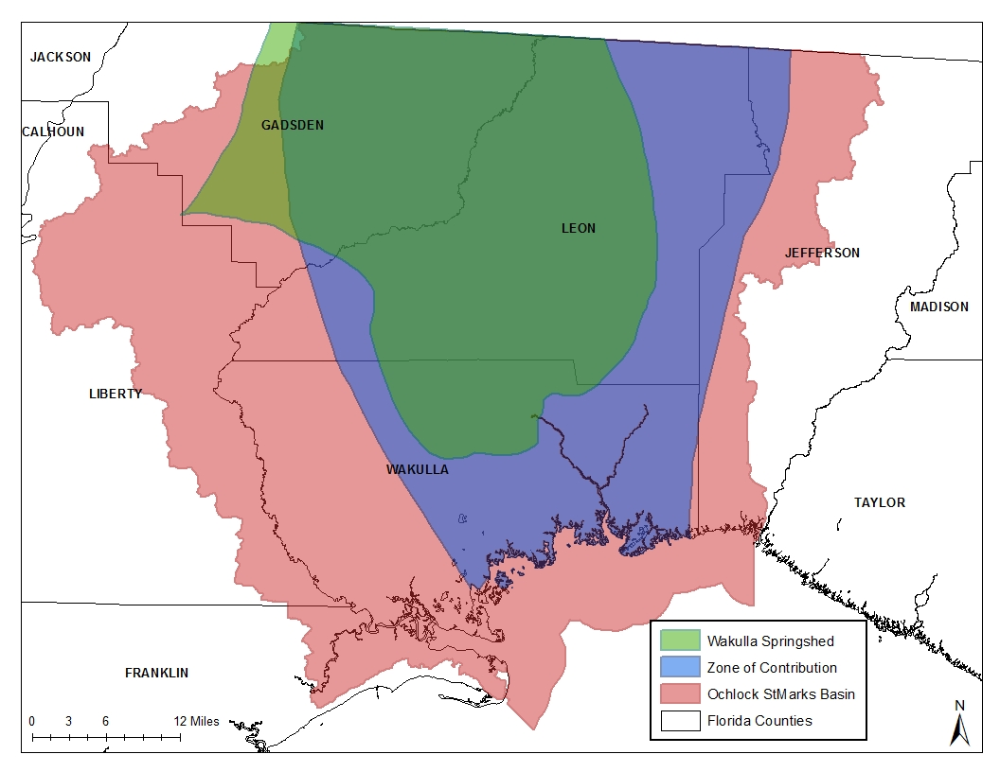 JACKSON
CALHOUN
GADSDEN
LEON
JEFFERSON
MADISON
LIBERTY
WAKULLA
TAYLOR
FRANKLIN
Wakulla Springshed
Zone of Contribution
Ochlock StMarks Basin
Florida Counties
0 3 6 12 Miles
N